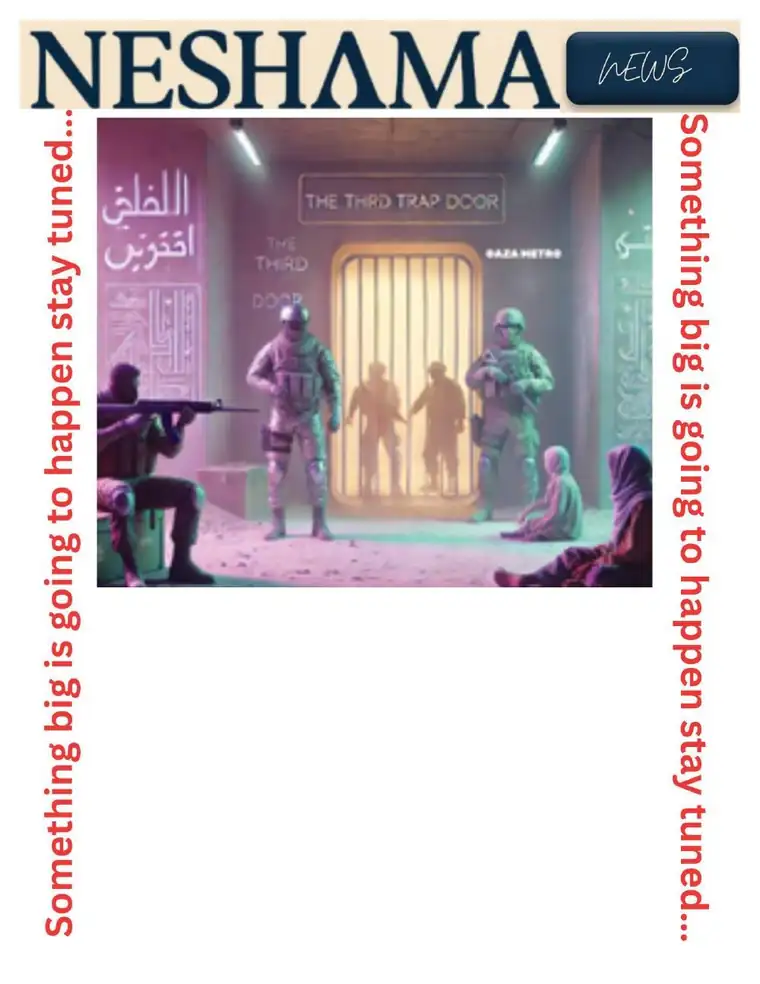 NESHAMA
NEWS
Something big is going to happen stay tuned...
THE THIRD TRAP DOOR
THE
THIRD
DOOR
GAZA METRO
Something big is going to happen stay tuned...